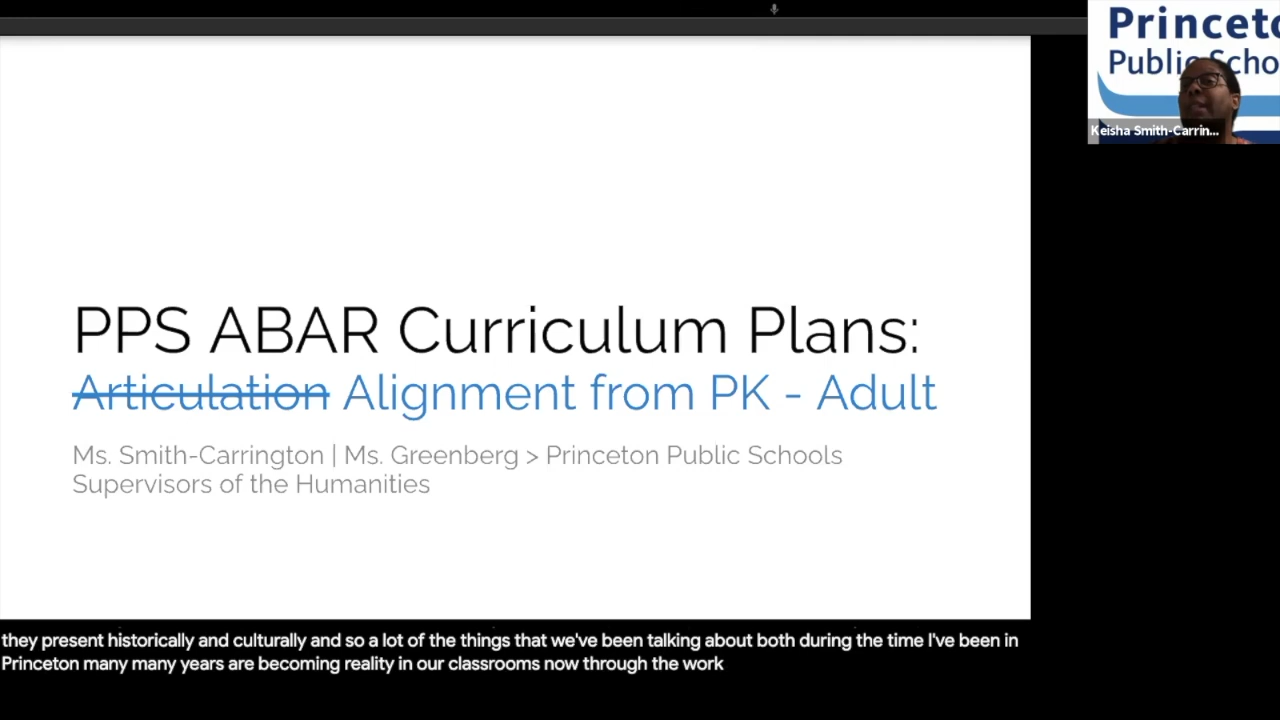 Princeto
Public Scho
Keisha Smith-Carrin...
PPS ABAR Curriculum Plans:
Articulation Alignment from PK - Adult
Ms. Smith-Carrington | Ms. Greenberg > Princeton Public Schools
Supervisors of the Humanities
they present historically and culturally and so a lot of the things that we've been talking about both during the time I've been in
Princeton many many years are becoming reality in our classrooms now through the work